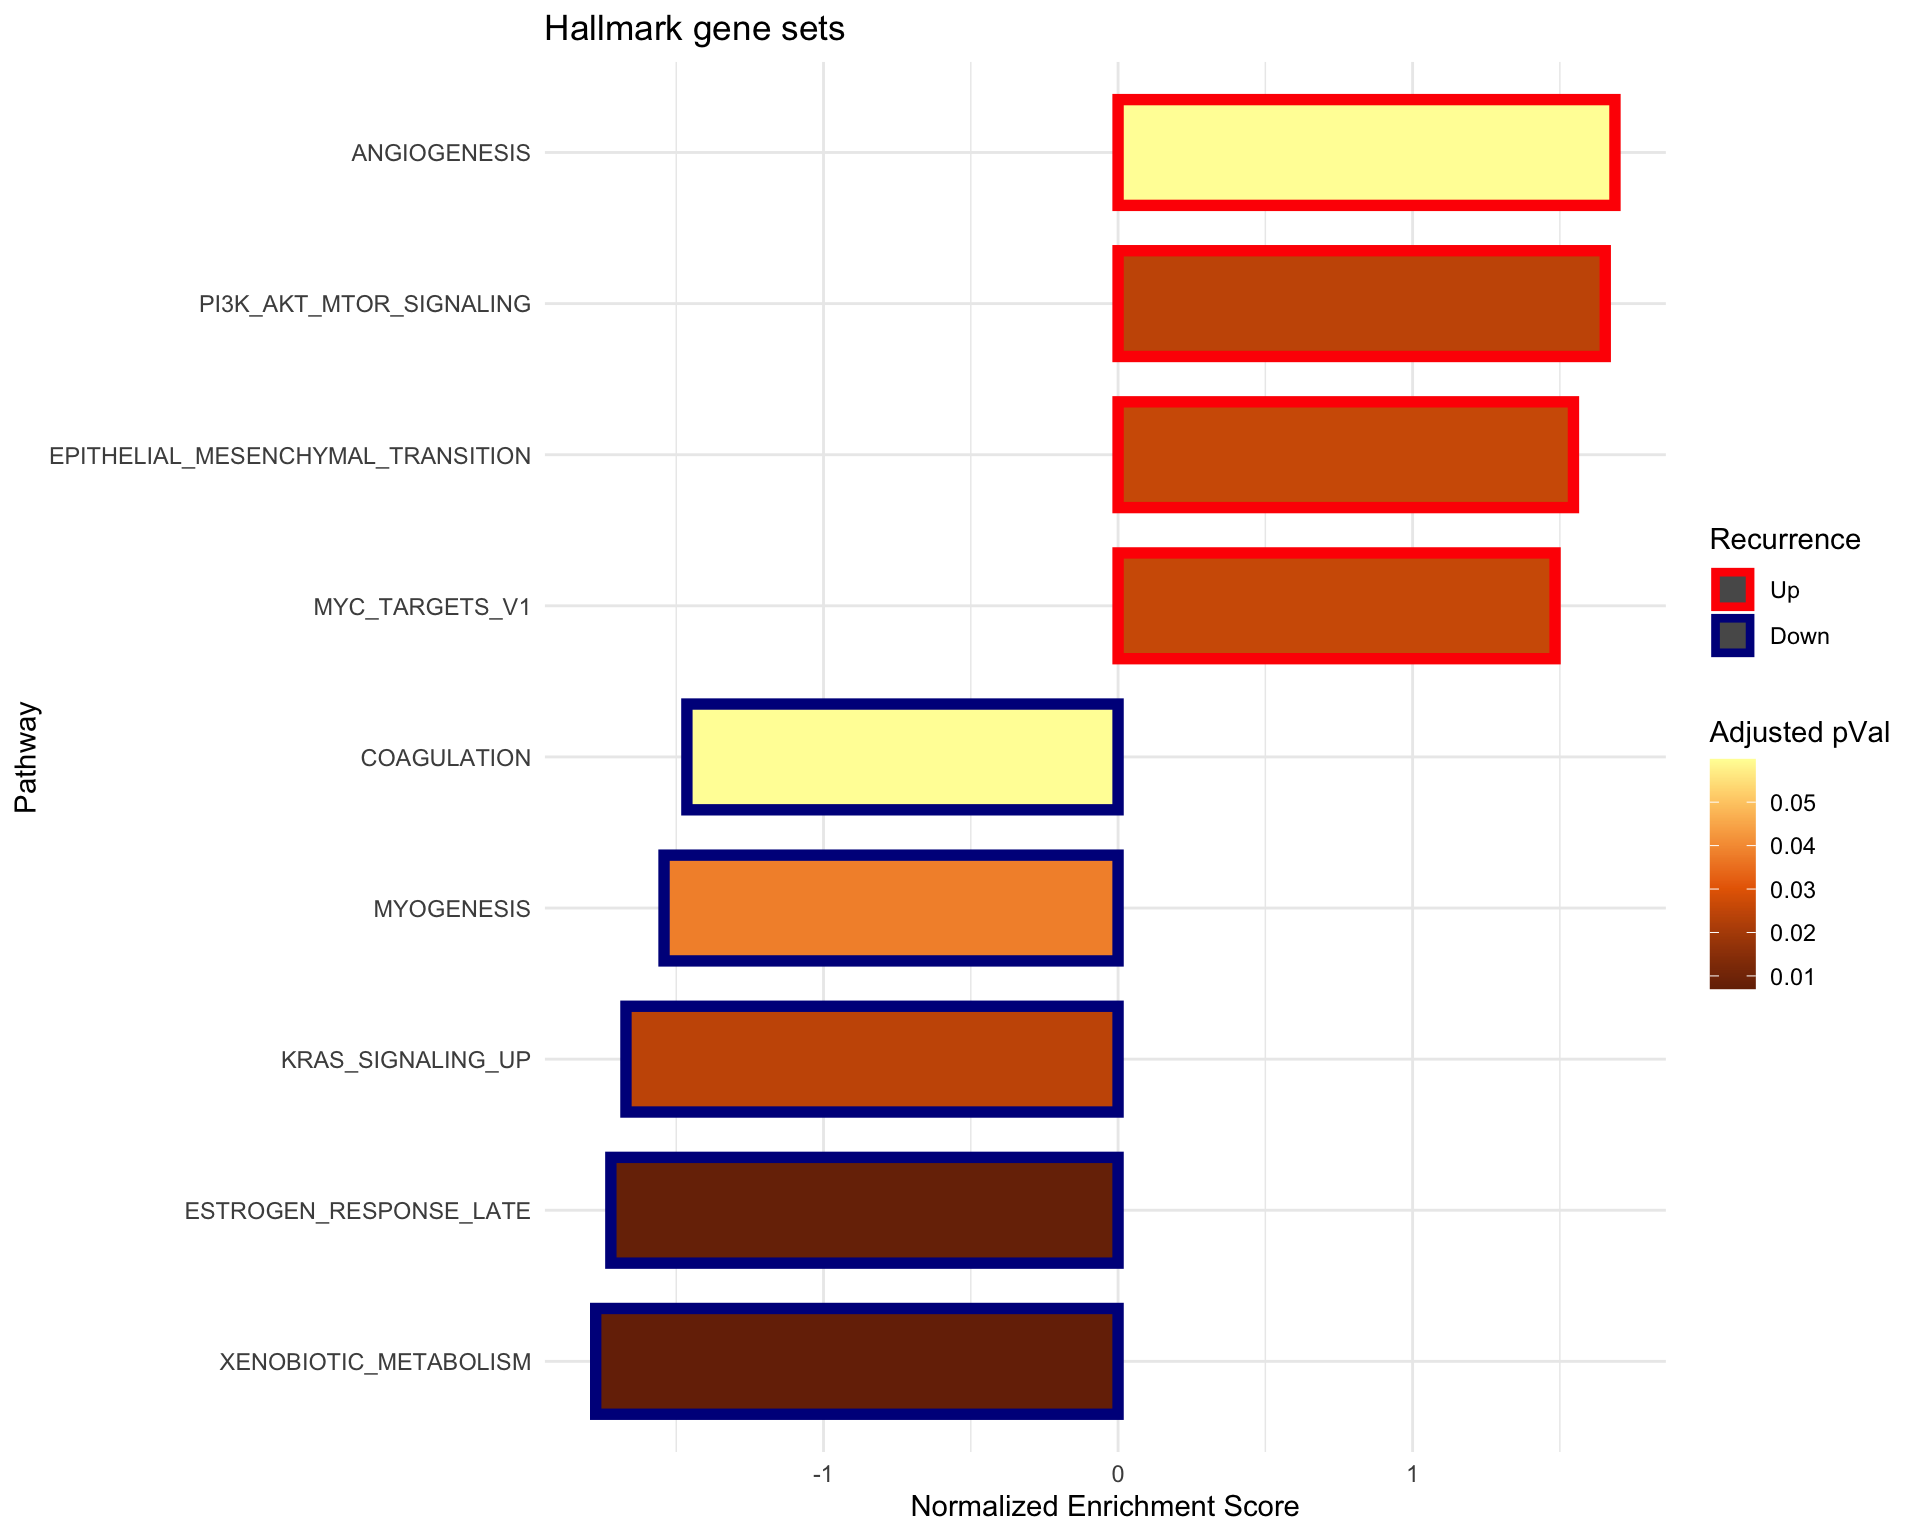 Hallmark gene sets
ANGIOGENESIS
PI3K_AKT_MTOR_SIGNALING
EPITHELIAL_MESENCHYMAL_TRANSITION
MYC_TARGETS_V1
COAGULATION
MYOGENESIS
KRAS_SIGNALING_UP
ESTROGEN_RESPONSE_LATE
XENOBIOTIC_METABOLISM
Pathway
-1
0
1
Normalized Enrichment Score
Recurrence
Up
Down
Adjusted pVal
0.05
0.04
0.03
0.02
0.01